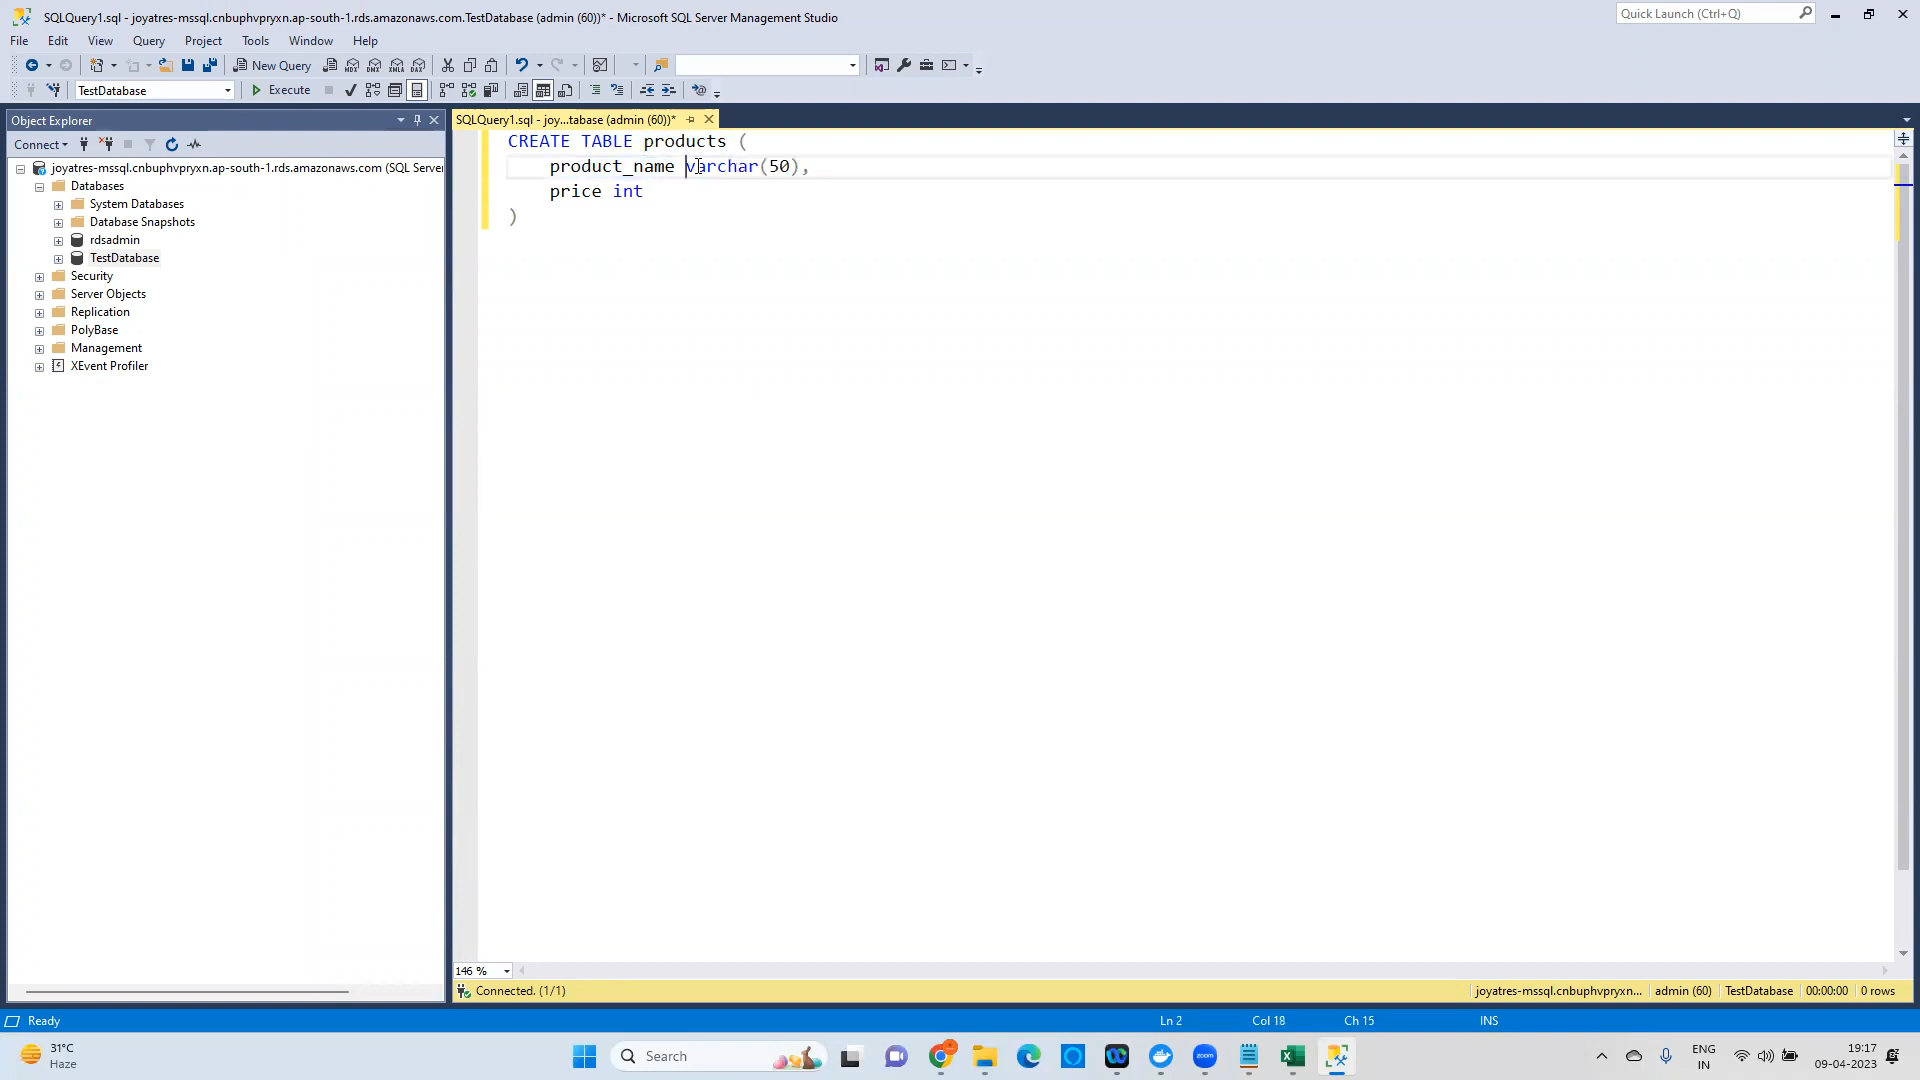 SQLQuery1.sql - joyatres-mssql.cnbuphvpryxn.ap-south-1.rds.amazonaws.com.TestDatabase (admin (60))* - Microsoft SQL Server Management Studio
Quick Launch (Ctrl+Q)
File Edit View Query Project Tools Window Help
New Query
MDX DMX XMLA DAX
TestDatabase
Execute
Object Explorer
SQLQuery1.sql - joy...tabase (admin (60))*
Connect
joyatres-mssql.cnbuphvpryxn.ap-south-1.rds.amazonaws.com (SQL Server
Databases
System Databases
Database Snapshots
rdsadmin
TestDatabase
Security
Server Objects
Replication
PolyBase
Management
XEvent Profiler
CREATE TABLE products (
product_name varchar(50),
price int
)
146 %
Connected. (1/1)
joyatres-mssql.cnbuphvpryxn...
admin (60)
TestDatabase
00:00:00
0 rows
Ready
Ln 2
Col 18
Ch 15
INS
31°C
Haze
Search
zoom
ENG
IN
19:17
09-04-2023